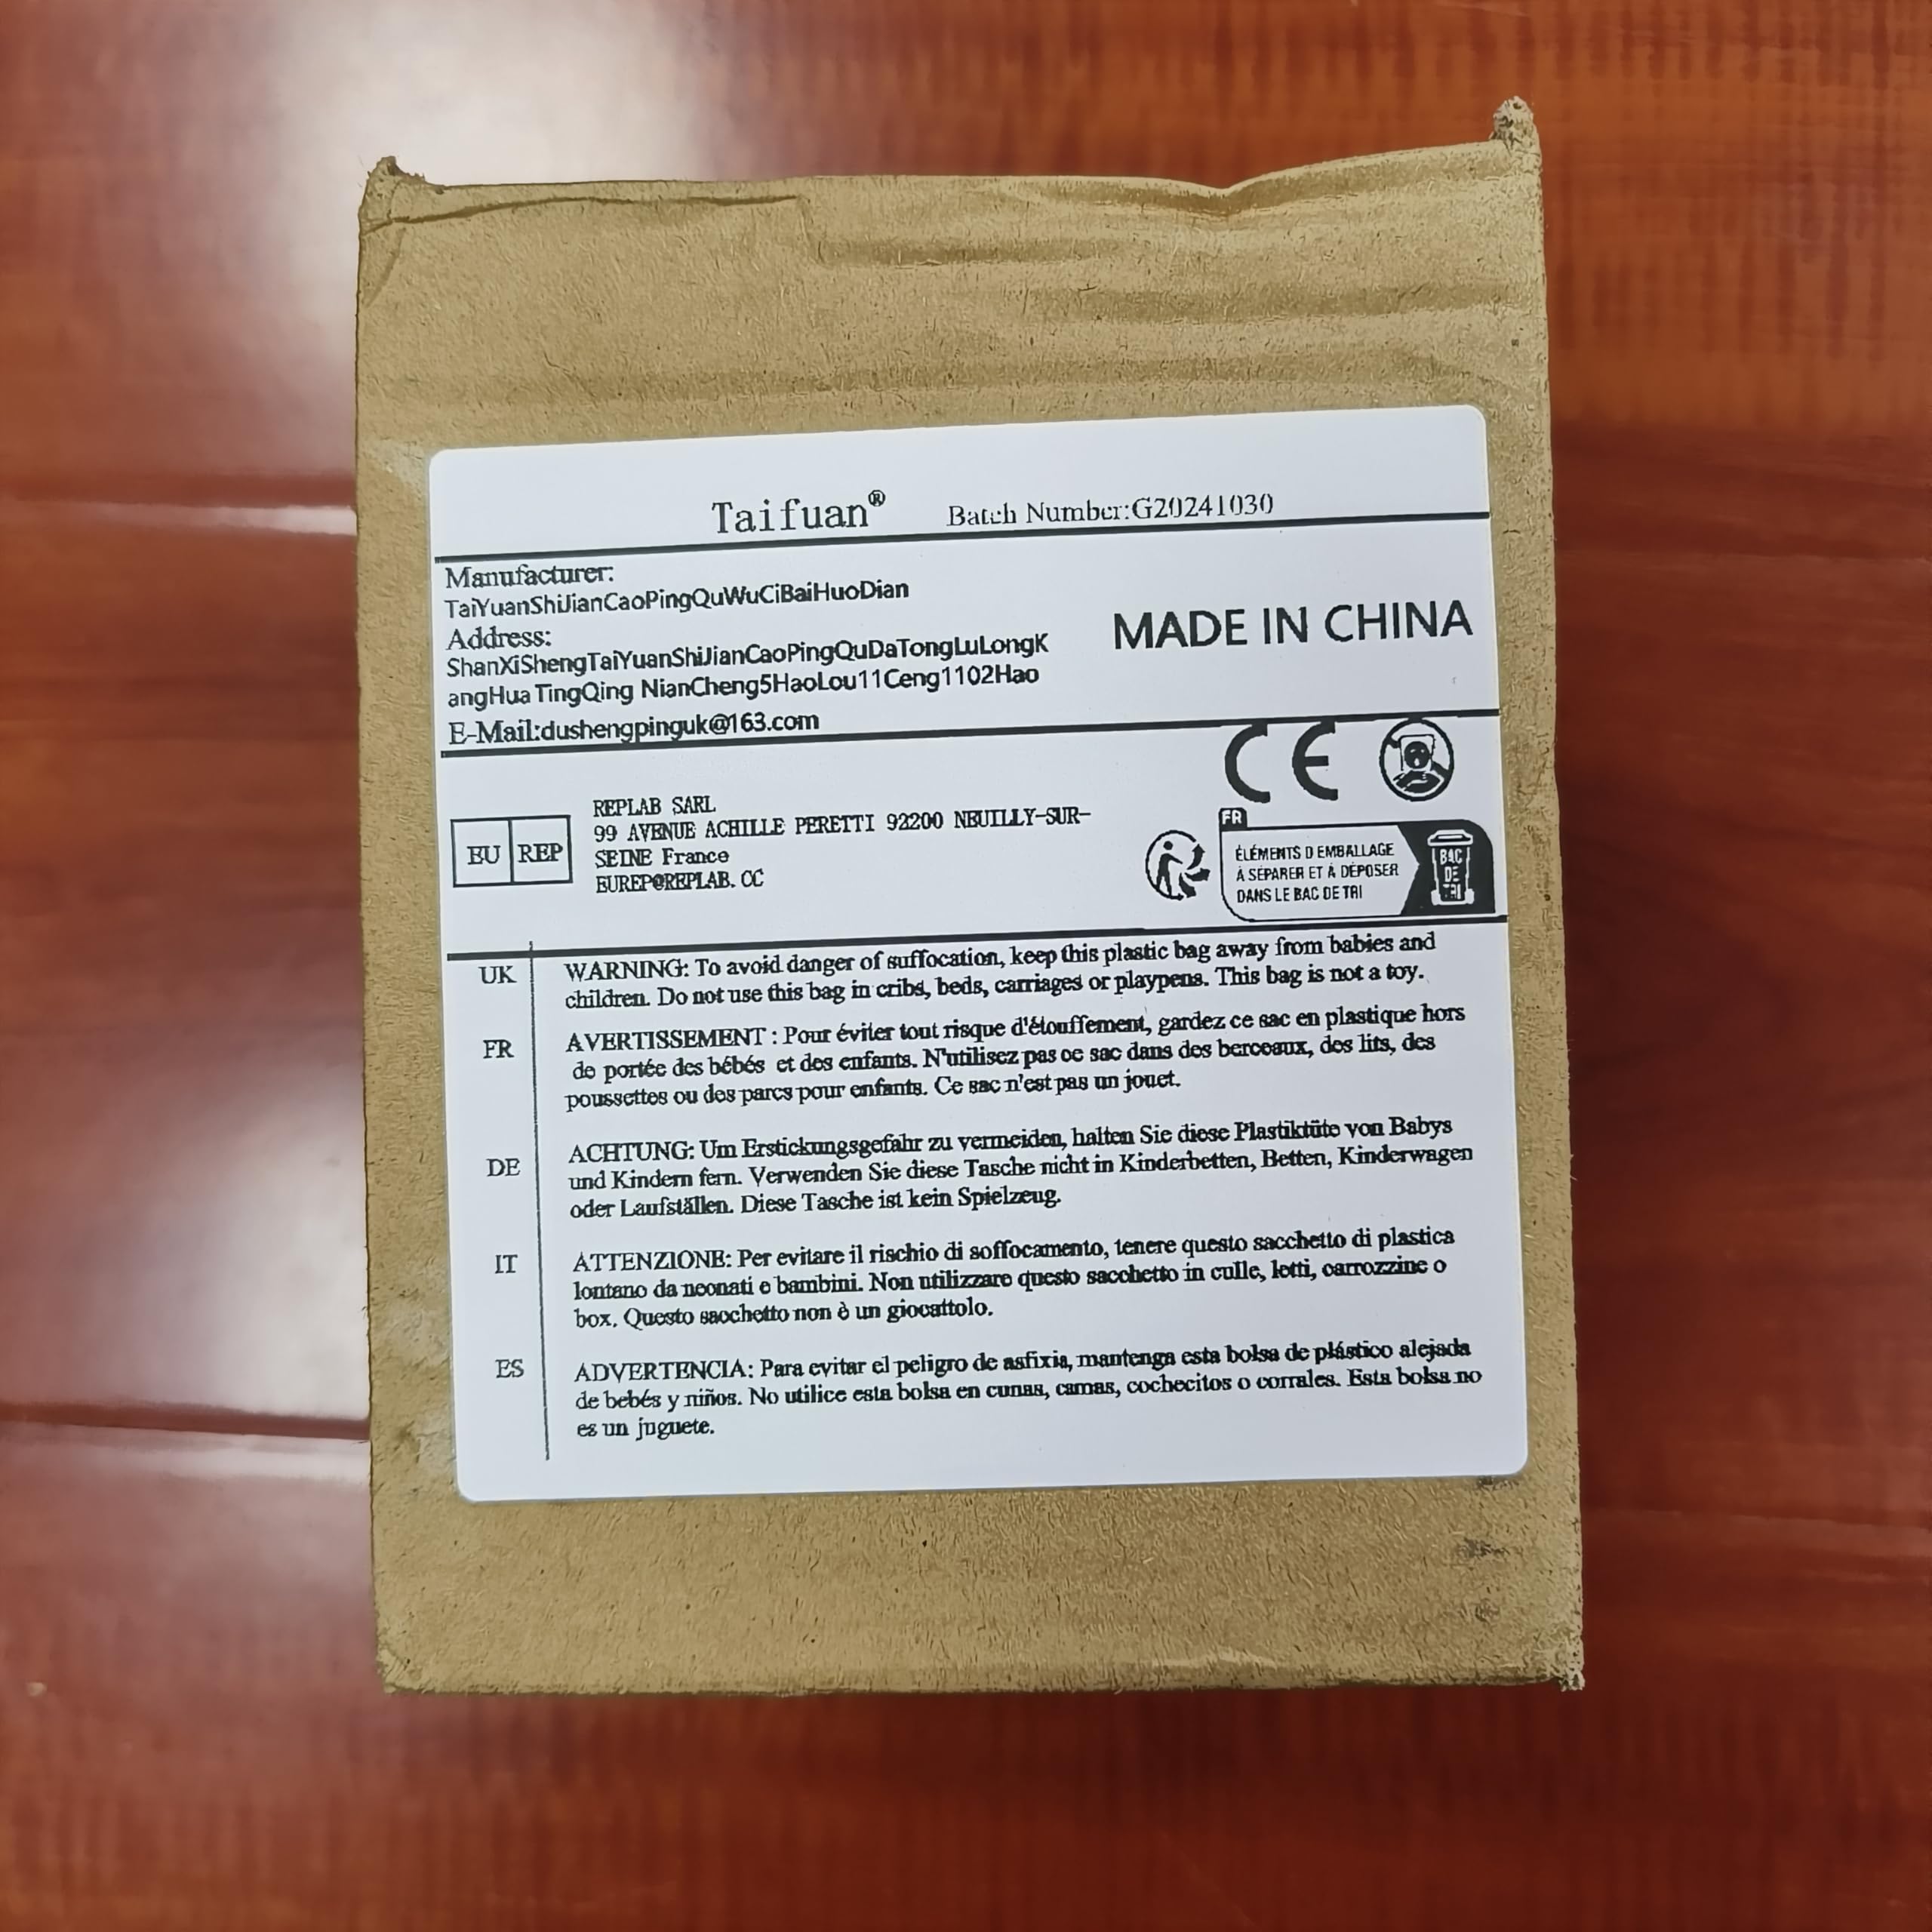 Taifuan® Batch Number:G20241030
Manufacturer:
TaiYuanShiJianCaoPingQuWuCiBaiHuoDian
Address:
ShanXiShengTaiYuanShiJianCaoPingQuDaTongLuLongK
angHuaTingQing NianCheng5HaoLou11Ceng1102Hao
E-Mail:dushengpinguk@163.com
MADE IN CHINA
CE
EU REP
REPLAB SARL
99 AVENUE ACHILLE PERETTI 92200 NEUILLY-SUR-
SEINE France
EUREP@REPLAB.CC
FR
ÉLÉMENTS D EMBALLAGE
À SÉPARER ET À DÉPOSER
DANS LE BAC DE TRI
BAC
DE
TRI
UK WARNING: To avoid danger of suffocation, keep this plastic bag away from babies and
children. Do not use this bag in cribs, beds, carriages or playpens. This bag is not a toy.
FR AVERTISSEMENT : Pour éviter tout risque d'étouffement, gardez ce sac en plastique hors
de portée des bébés et des enfants. N'utilisez pas ce sac dans des berceaux, des lits, des
poussettes ou des parcs pour enfants. Ce sac n'est pas un jouet.
DE ACHTUNG: Um Erstickungsgefahr zu vermeiden, halten Sie diese Plastiktüte von Babys
und Kindern fern. Verwenden Sie diese Tasche nicht in Kinderbetten, Betten, Kinderwagen
oder Laufställen. Diese Tasche ist kein Spielzeug.
IT ATTENZIONE: Per evitare il rischio di soffocamento, tenere questo sacchetto di plastica
lontano da neonati e bambini. Non utilizzare questo sacchetto in culle, letti, carrozzine o
box. Questo sacchetto non è un giocattolo.
ES ADVERTENCIA: Para evitar el peligro de asfixia, mantenga esta bolsa de plástico alejada
de bebés y niños. No utilice esta bolsa en cunas, camas, cochecitos o corrales. Esta bolsa no
es un juguete.